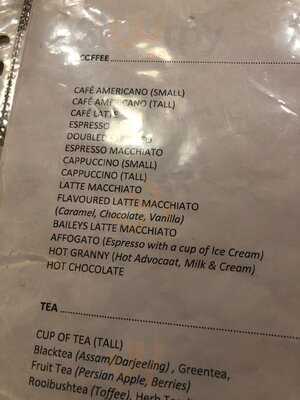 COFFEE
CAFÉ AMERICANO (SMALL)
CAFÉ AMERICANO (TALL)
CAFÉ LATTE
ESPRESSO
DOUBLE
ESPRESSO MACCHIATO
CAPPUCCINO (SMALL)
CAPPUCCINO (TALL)
LATTE MACCHIATO
FLAVOURED LATTE MACCHIATO
(Caramel, Chocolate, Vanilla)
BAILEYS LATTE MACCHIATO
AFFOGATO (Espresso with a cup of Ice Cream)
HOT GRANNY (Hot Advocaat, Milk & Cream)
HOT CHOCOLATE
TEA
CUP OF TEA (TALL)
Blacktea (Assam/Darjeeling) , Greentea,
Fruit Tea (Persian Apple, Berries)
Rooibushtea (Toffee), Herb Tea